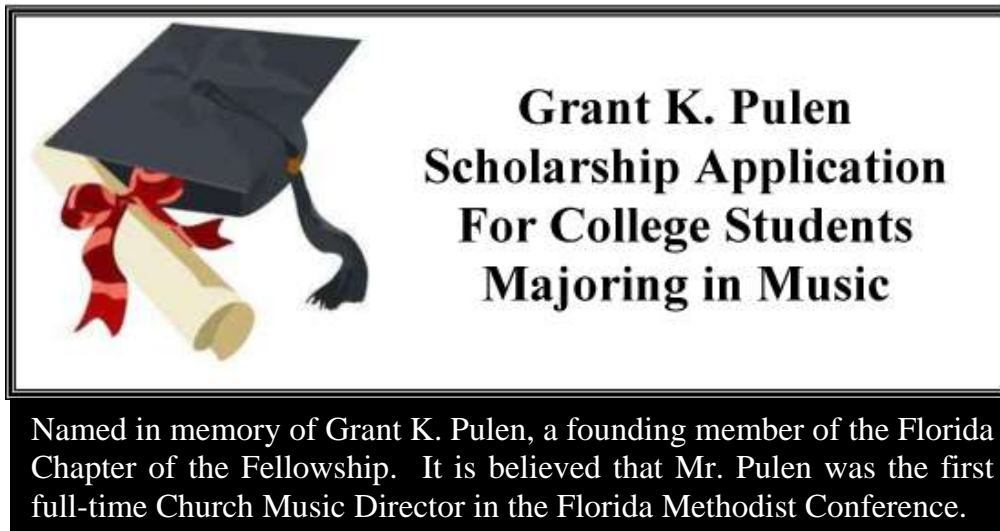 Grant K. Pulen
Scholarship Application
For College Students
Majoring in Music
Named in memory of Grant K. Pulen, a founding member of the Florida
Chapter of the Fellowship. It is believed that Mr. Pulen was the first
full-time Church Music Director in the Florida Methodist Conference.